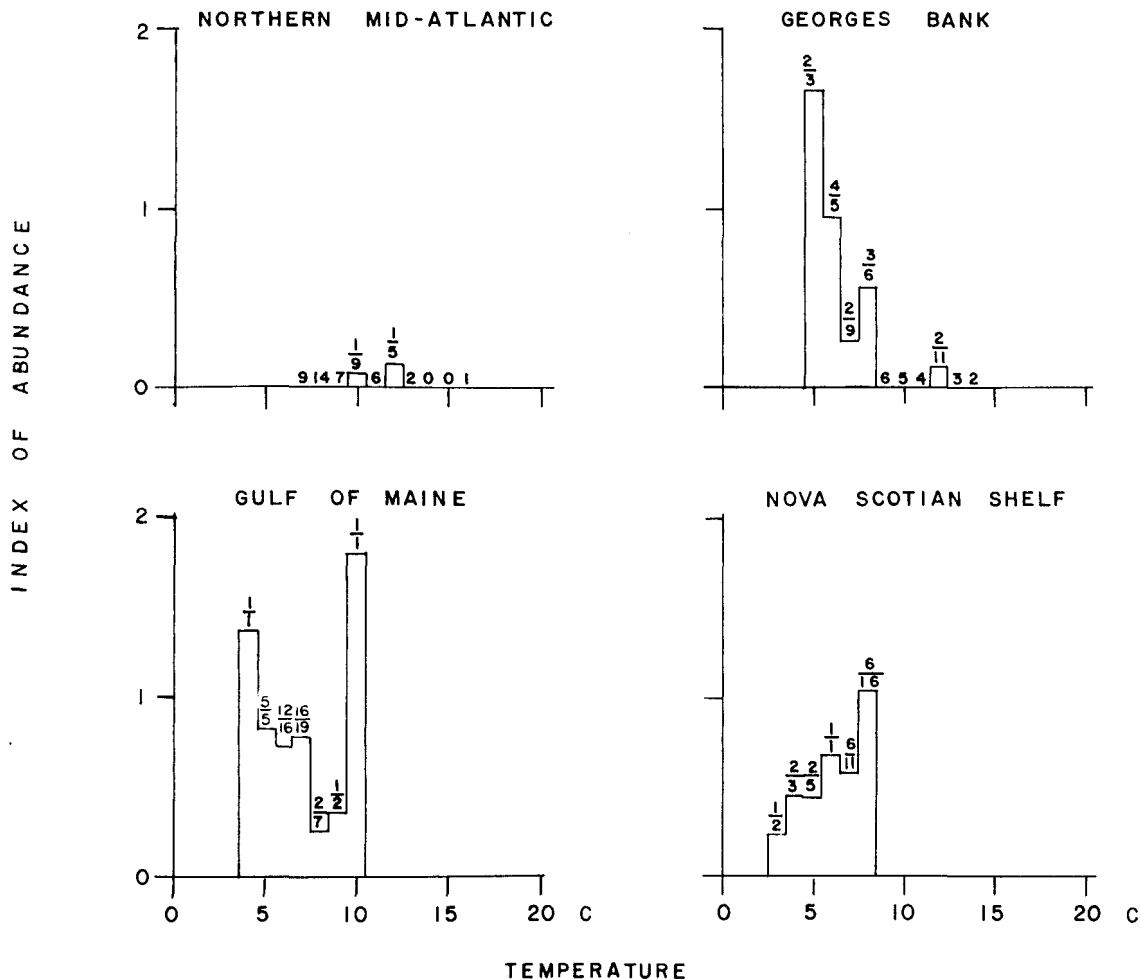 NORTHERN MID-ATLANTIC
GEORGES BANK
INDEX OF ABUNDANCE
2
1
0
1/9
1/5
9 14 7 6 2 0 0 1
2/3
4/5
2/9
3/6
2/11
6 5 4 3 2
GULF OF MAINE
NOVA SCOTIAN SHELF
2
1
0
1/1
5/5
12/16
16/19
2/7
1/2
1/1
1/2
2/3
2/5
1/1
6/11
6/16
0 5 10 15 20 C
0 5 10 15 20 C
TEMPERATURE